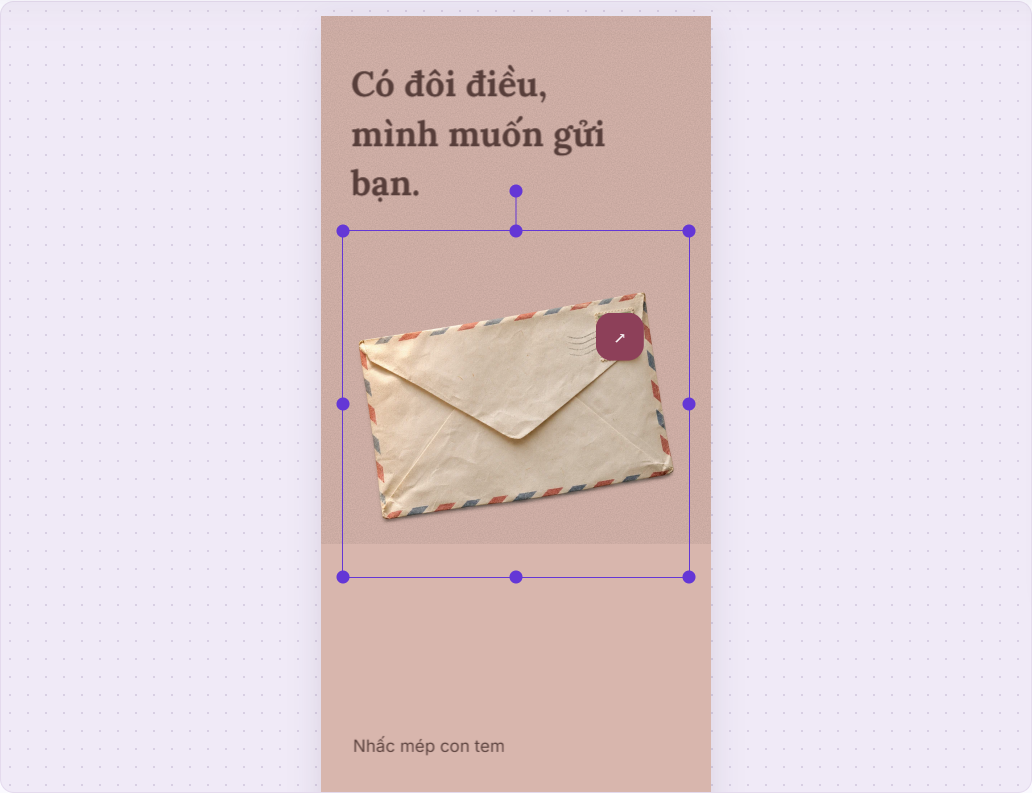 Có đôi điều,
mình muốn gửi
bạn.
Nhấc mép con tem